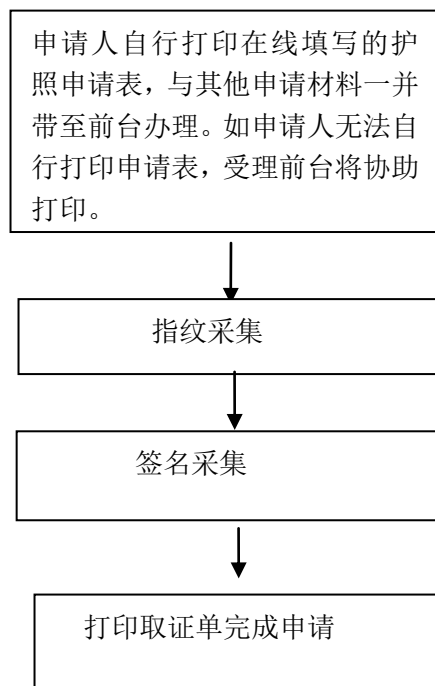 申请人自行打印在线填写的护
照申请表，与其他申请材料一并
带至前台办理。如申请人无法自
行打印申请表，受理前台将协助
打印。
指纹采集
签名采集
打印取证单完成申请